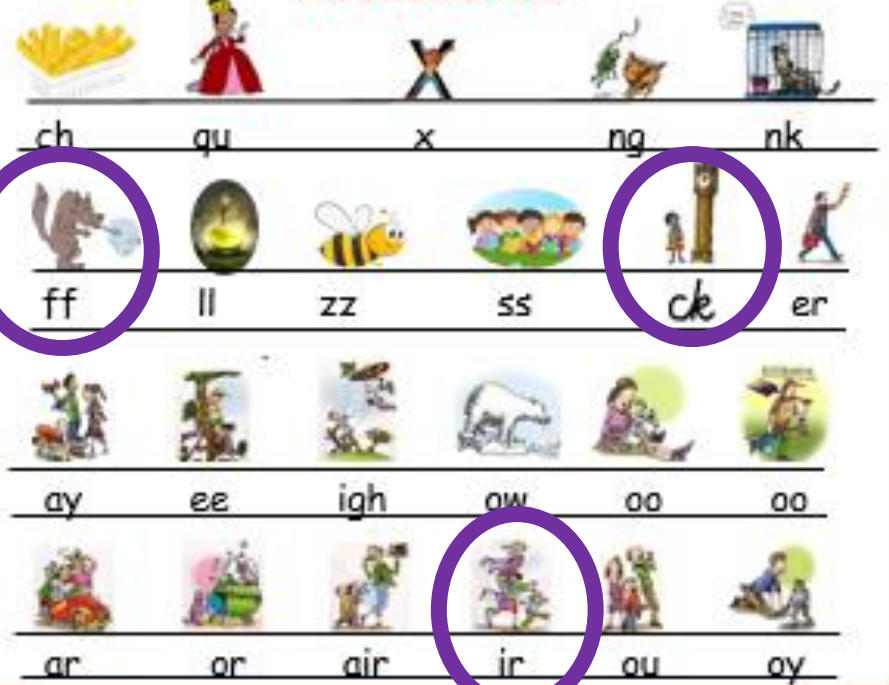 ch qu x ng nk
ff ll zz ss ck er
ay ee igh ow oo oo
ar or air ir ou oy